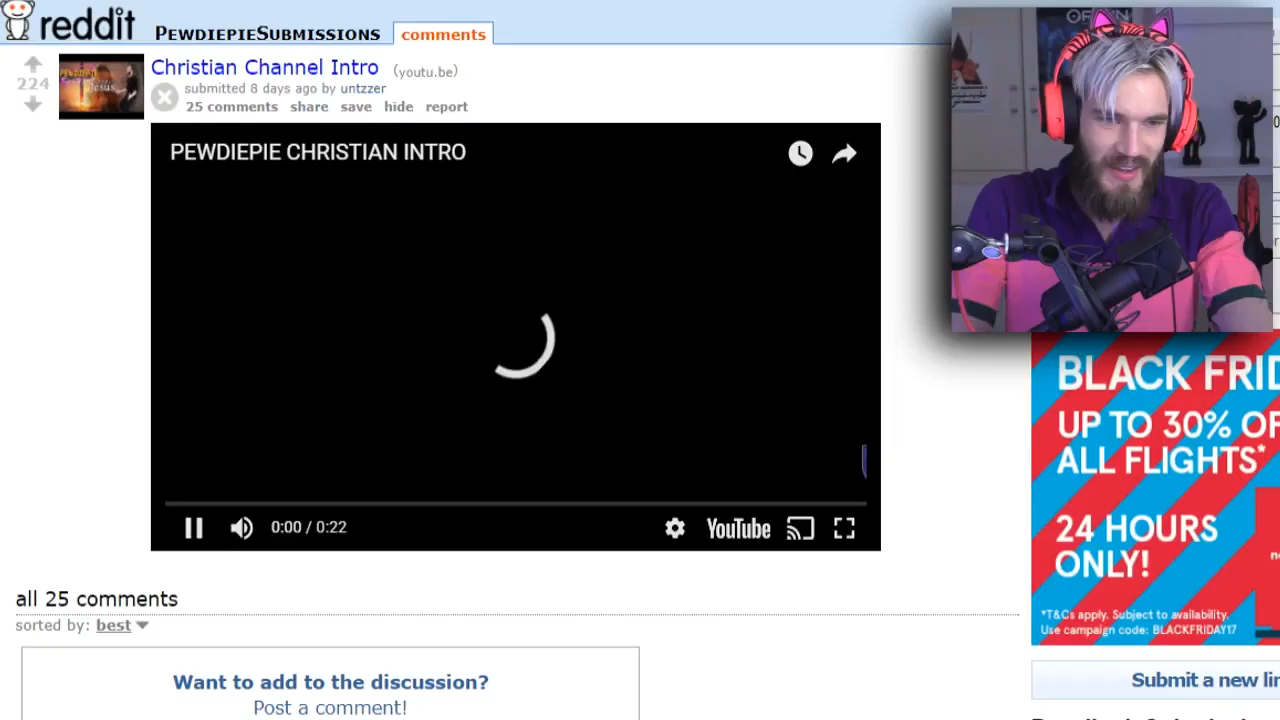 reddit PEWDIEPIESUBMISSIONS comments
224
Christian Channel Intro (youtu.be)
submitted 8 days ago by untzzer
25 comments share save hide report
PEWDIEPIE CHRISTIAN INTRO
0:00 / 0:22
YouTube
all 25 comments
sorted by: best
Want to add to the discussion?
Post a comment!
BLACK FRID
UP TO 30% OF
ALL FLIGHTS*
24 HOURS
ONLY!
*T&Cs apply. Subject to availability.
Use campaign code: BLACKFRIDAY17
Submit a new lin